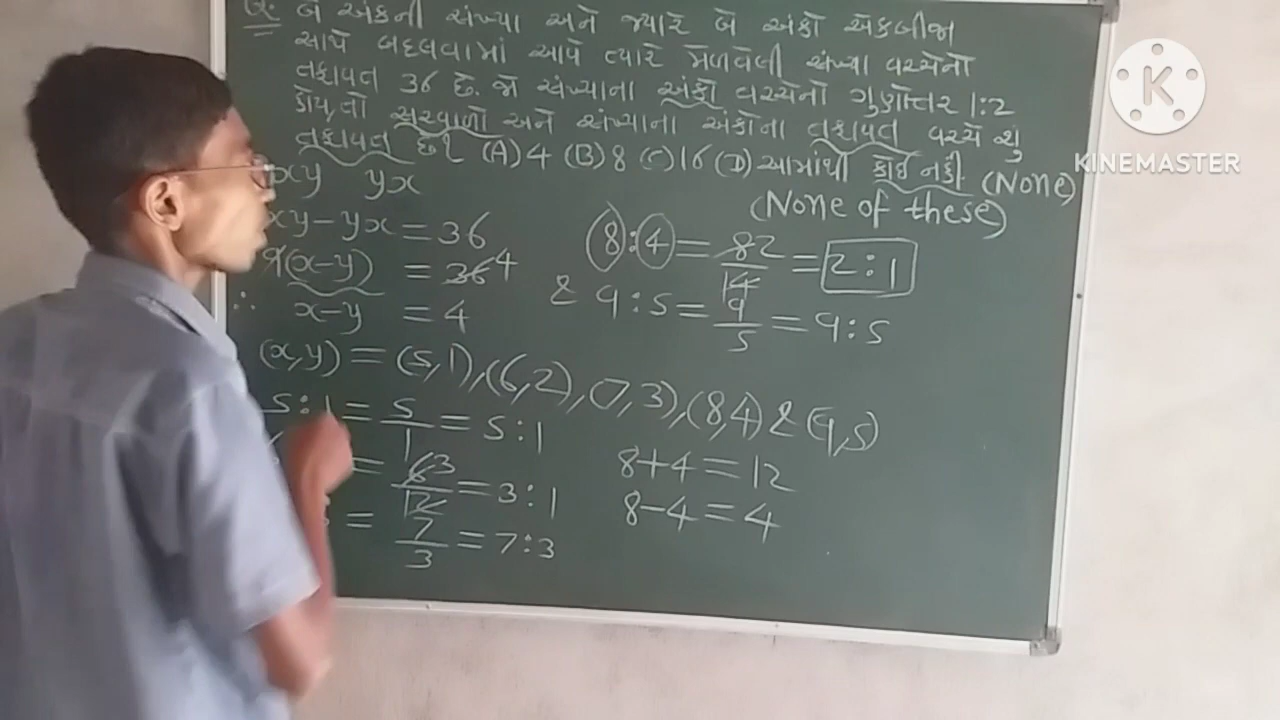 Q: બે અંકની સંખ્યા અને જ્યારે બે અંકો એકબીજા
સાથે બદલવામાં આવે ત્યારે મેળવેલી સંખ્યા વચ્ચેનો
તફાવત 36 છે. જો સંખ્યાના અંકો વચ્ચેનો ગુણોત્તર 1:2
હોય, તો સરવાળો અને સંખ્યાના અંકોના તફાવત વચ્ચે શુ
તફાવત છે? (A) 4 (B) 8 (C) 16 (D) આમાંથી કોઇ નહી. (None)
(None of these)
xy yx
xy-yx = 36
9(x-y) = 36 4
∴ x-y = 4
8:4 = 8 2/14 = 2:1
& 9:5 = 9/5 = 9:5
(x,y) = (5,1), (6,2), (7,3), (8,4) & (9,5)
5:1 = 5/1 = 5:1
= 6 3/12 = 3:1
= 7/3 = 7:3
8+4 = 12
8-4 = 4
K
KINEMASTER